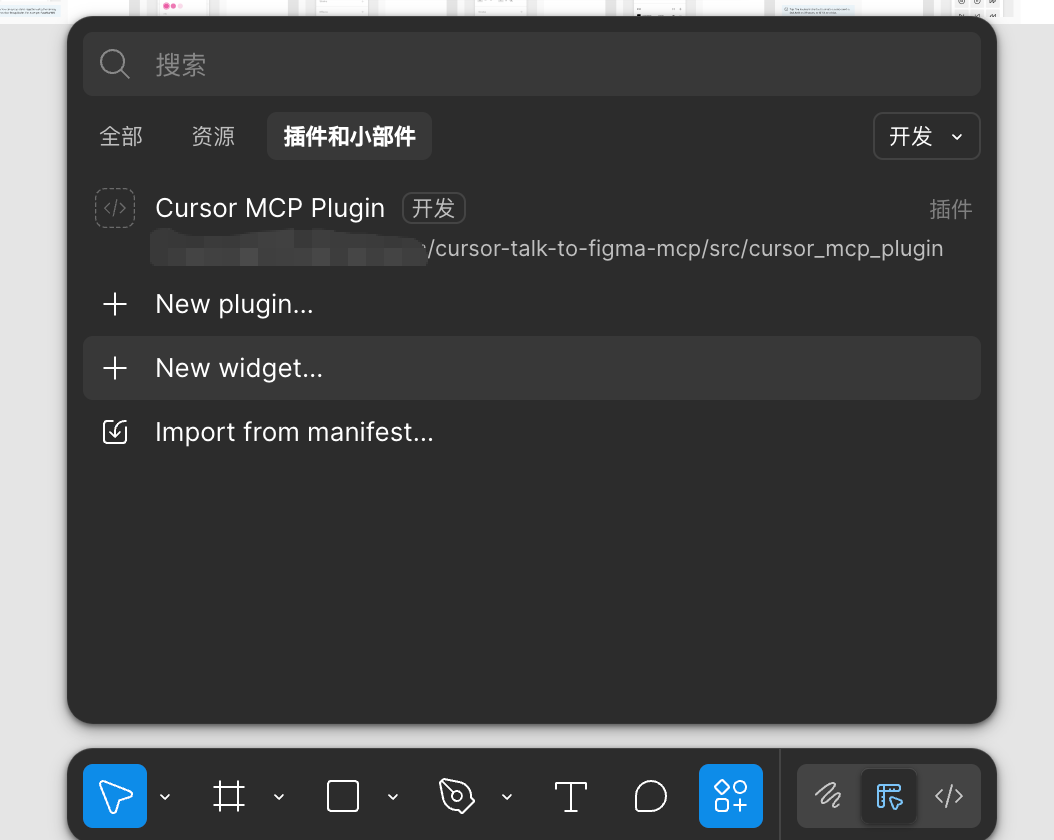 搜索
全部 资源 插件和小部件 开发
Cursor MCP Plugin 开发 插件
/cursor-talk-to-figma-mcp/src/cursor_mcp_plugin
New plugin...
New widget...
Import from manifest...